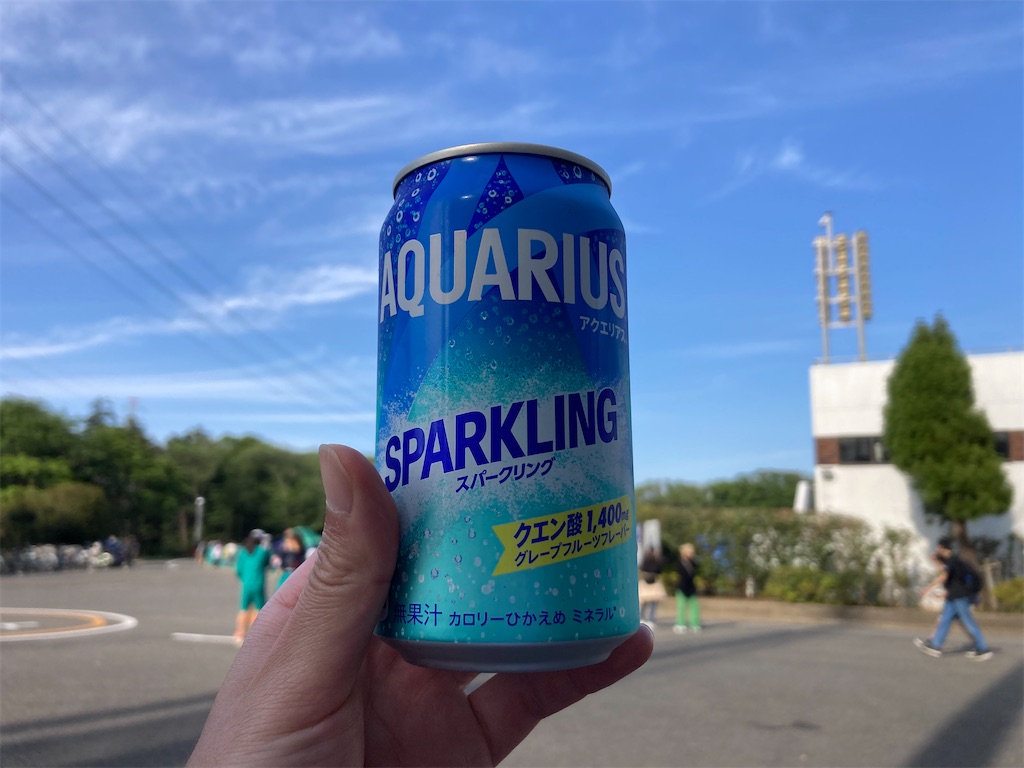 AQUARIUS
アクエリアス
SPARKLING
スパークリング
クエン酸 1,400mg
グレープフルーツフレーバー
無果汁 カロリーひかえめ ミネラル*